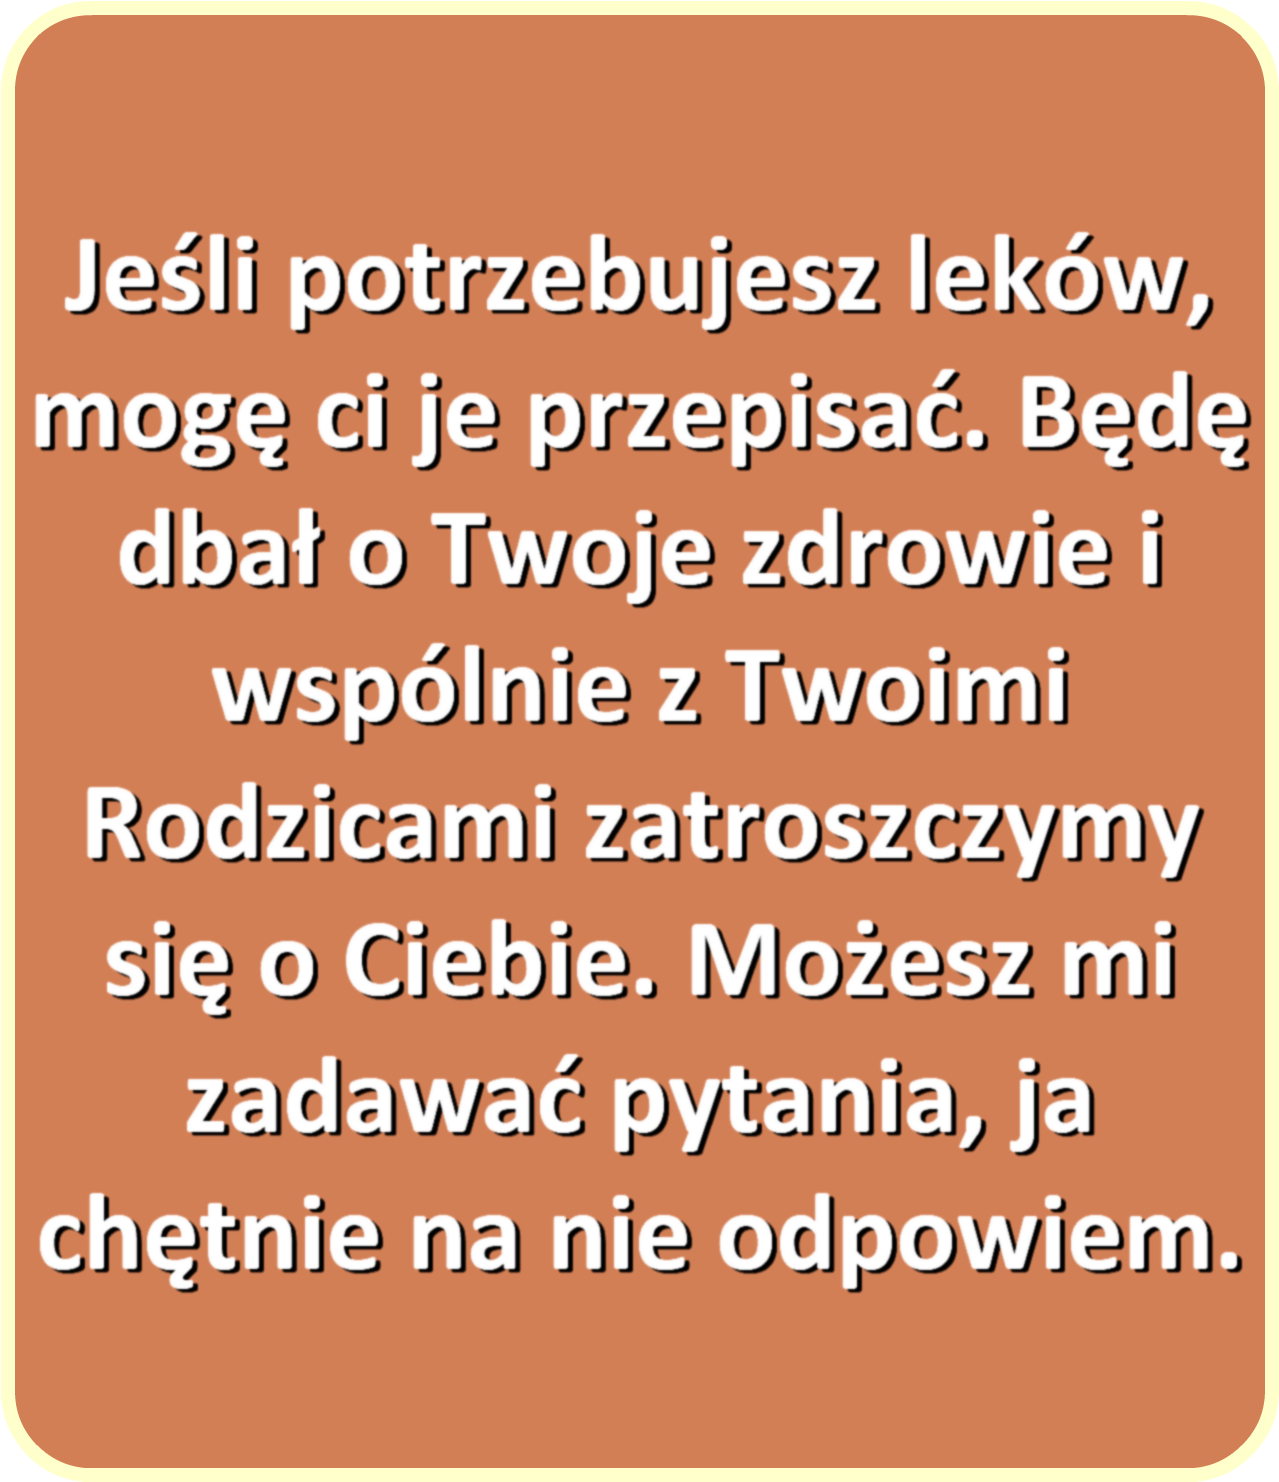 Jeśli potrzebujesz leków,
mogę ci je przepisać. Będę
dbał o Twoje zdrowie i
wspólnie z Twoimi
Rodzicami zatroszczymy
się o Ciebie. Możesz mi
zadawać pytania, ja
chętnie na nie odpowiem.